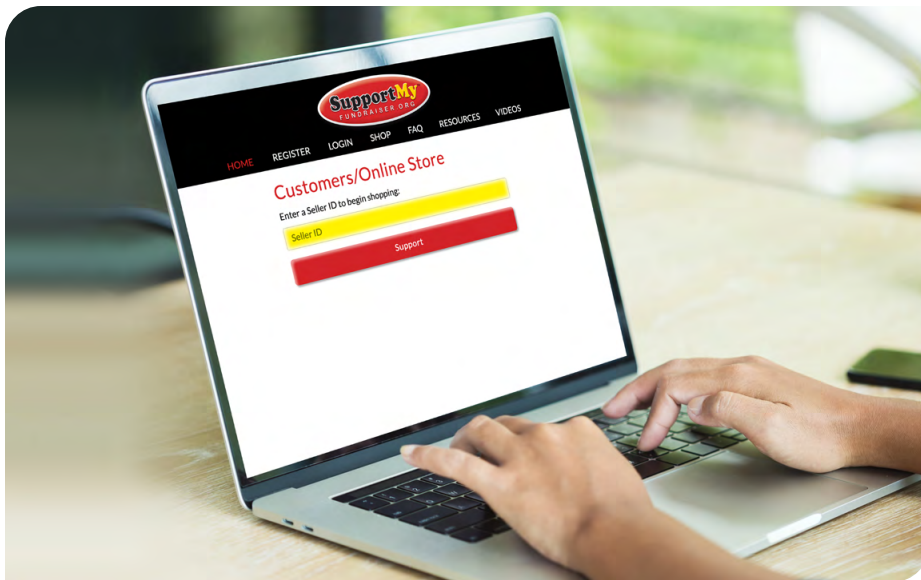 SupportMy
FUNDRAISER ORG
HOME REGISTER LOGIN SHOP FAQ RESOURCES VIDEOS
Customers/Online Store
Enter a Seller ID to begin shopping:
Seller ID
Support